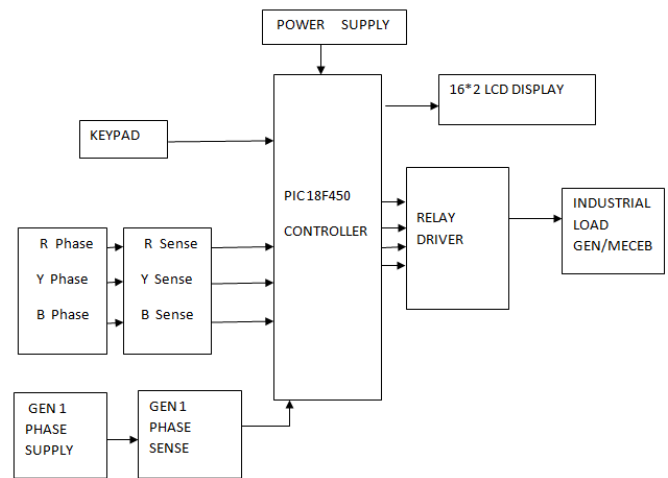 POWER SUPPLY
16*2 LCD DISPLAY
KEYPAD
PIC18F450
CONTROLLER
RELAY
DRIVER
INDUSTRIAL
LOAD
GEN/MECEB
R Phase
Y Phase
B Phase
R Sense
Y Sense
B Sense
GEN 1
PHASE
SUPPLY
GEN 1
PHASE
SENSE